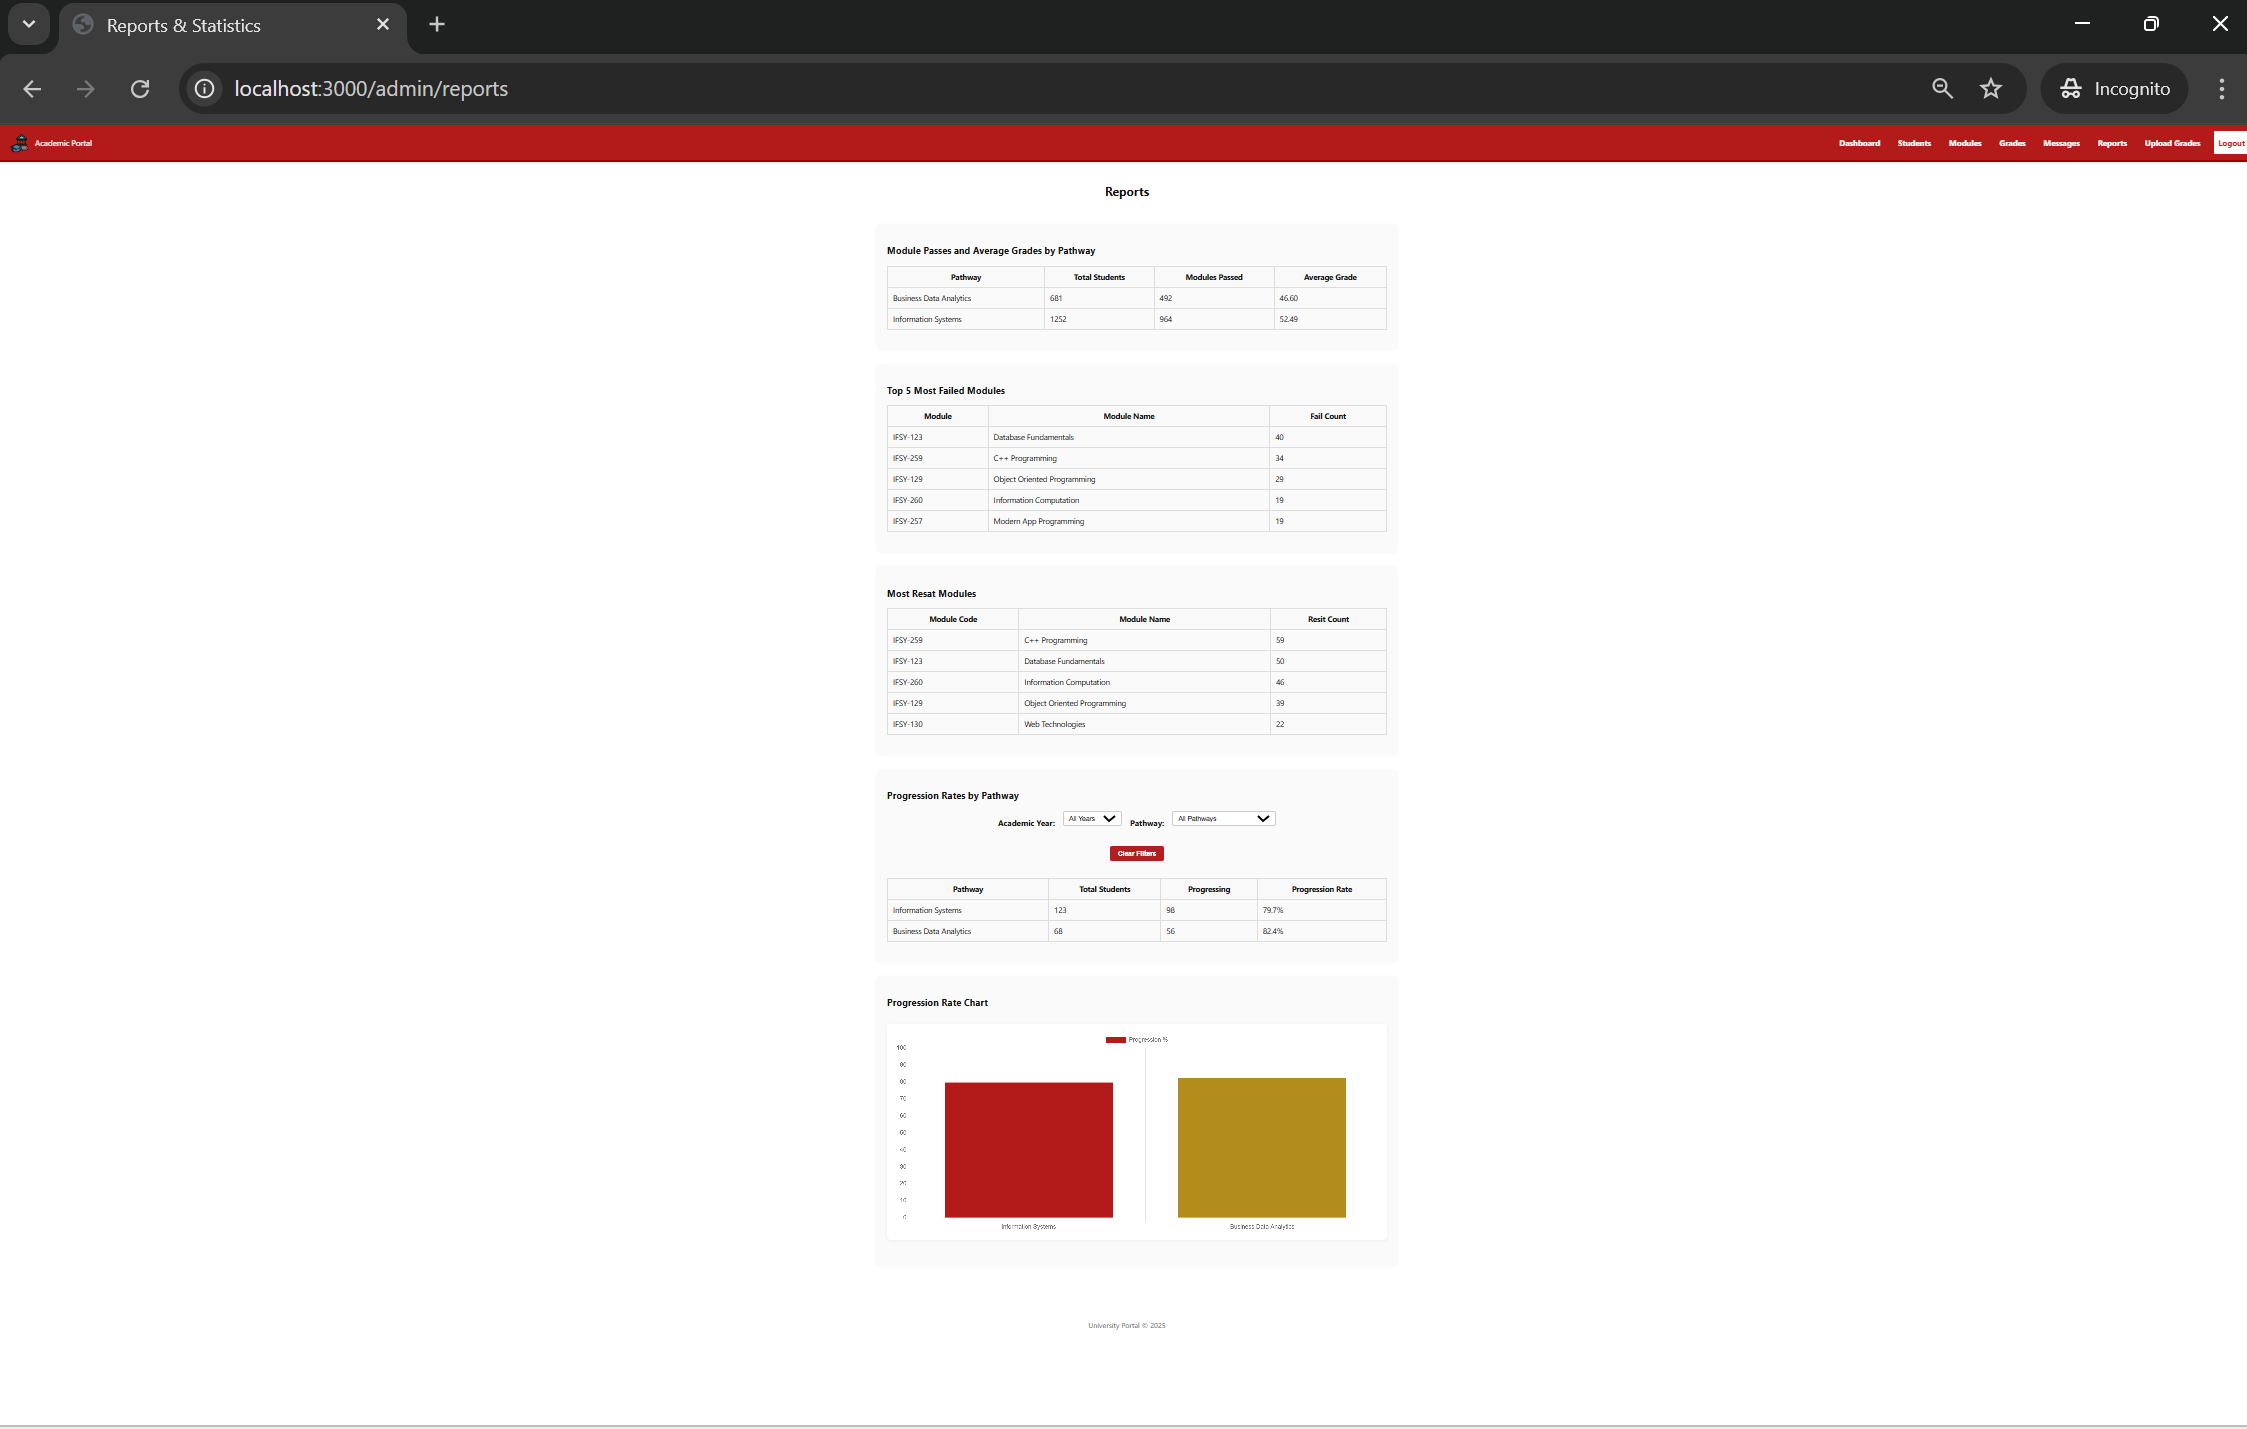 Reports & Statistics
localhost:3000/admin/reports
Incognito
Academic Portal
Dashboard Students Modules Grades Messages Reports Upload Grades Logout
Reports
Module Passes and Average Grades by Pathway
Pathway Total Students Modules Passed Average Grade
Business Data Analytics 681 492 46.60
Information Systems 1252 964 52.49
Top 5 Most Failed Modules
Module Module Name Fail Count
IFSY-123 Database Fundamentals 40
IFSY-259 C++ Programming 34
IFSY-129 Object Oriented Programming 29
IFSY-260 Information Computation 19
IFSY-257 Modern App Programming 19
Most Resat Modules
Module Code Module Name Resit Count
IFSY-259 C++ Programming 59
IFSY-123 Database Fundamentals 50
IFSY-260 Information Computation 46
IFSY-129 Object Oriented Programming 39
IFSY-130 Web Technologies 22
Progression Rates by Pathway
Academic Year: All Years Pathway: All Pathways
Clear Filters
Pathway Total Students Progressing Progression Rate
Information Systems 123 98 79.7%
Business Data Analytics 68 56 82.4%
Progression Rate Chart
Progression %
100
90
80
70
60
50
40
30
20
10
0
Information Systems Business Data Analytics
University Portal © 2025